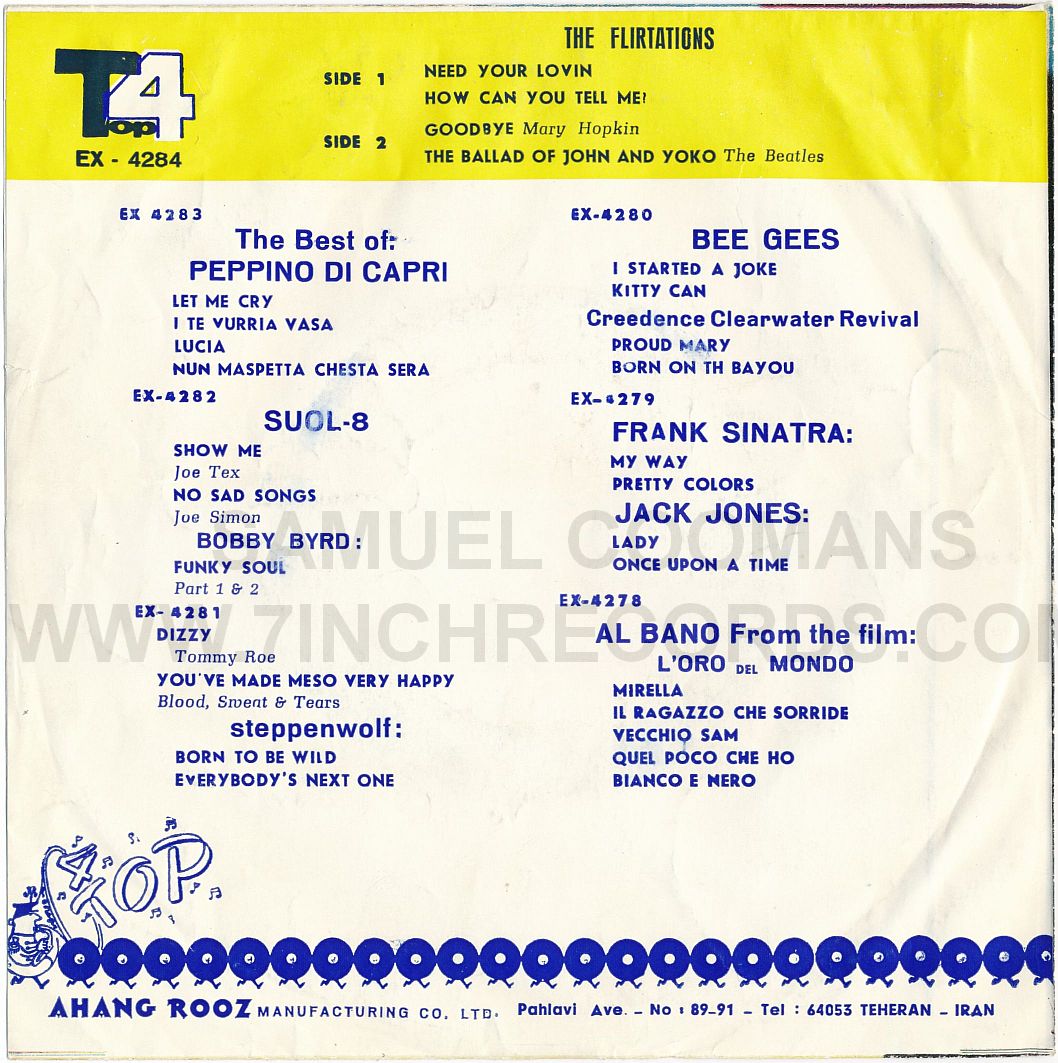 THE FLIRTATIONS
T4
op
EX - 4284
SIDE 1
NEED YOUR LOVIN
HOW CAN YOU TELL ME?
SIDE 2
GOODBYE Mary Hopkin
THE BALLAD OF JOHN AND YOKO The Beatles
EX 4283
The Best of:
PEPPINO DI CAPRI
LET ME CRY
I TE VURRIA VASA
LUCIA
NUN MASPETTA CHESTA SERA
EX-4282
SUOL-8
SHOW ME
Joe Tex
NO SAD SONGS
Joe Simon
BOBBY BYRD:
FUNKY SOUL
Part 1 & 2
EX-4281
DIZZY
Tommy Roe
YOU'VE MADE MESO VERY HAPPY
Blood, Sweat & Tears
steppenwolf:
BORN TO BE WILD
EVERYBODY'S NEXT ONE
EX-4280
BEE GEES
I STARTED A JOKE
KITTY CAN
Creedence Clearwater Revival
PROUD MARY
BORN ON TH BAYOU
EX-4279
FRANK SINATRA:
MY WAY
PRETTY COLORS
JACK JONES:
LADY
ONCE UPON A TIME
EX-4278
AL BANO From the film:
L'ORO DEL MONDO
MIRELLA
IL RAGAZZO CHE SORRIDE
VECCHIO SAM
QUEL POCO CHE HO
BIANCO E NERO
SAMUEL COOMANS
WWW.7INCHRECORDS.COM
4 TOP
AHANG ROOZ MANUFACTURING CO. LTD. Pahlavi Ave. - No : 89-91 - Tel : 64053 TEHERAN - IRAN